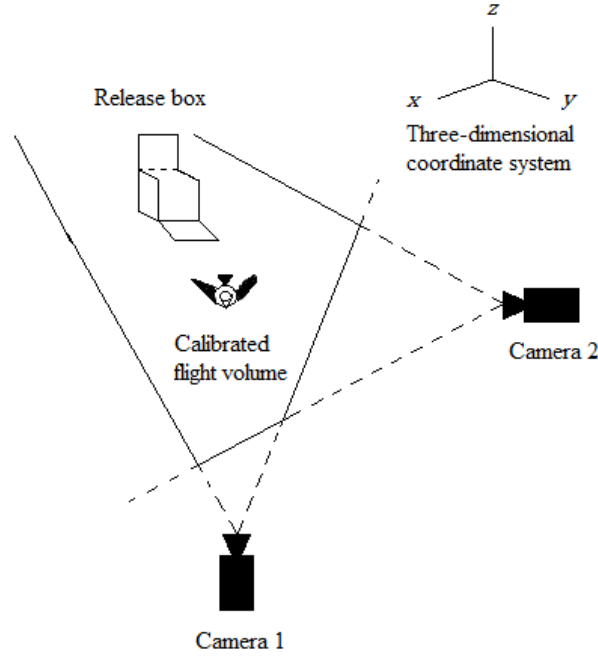 z
x
y
Release box
Three-dimensional
coordinate system
Calibrated
flight volume
Camera 2
Camera 1